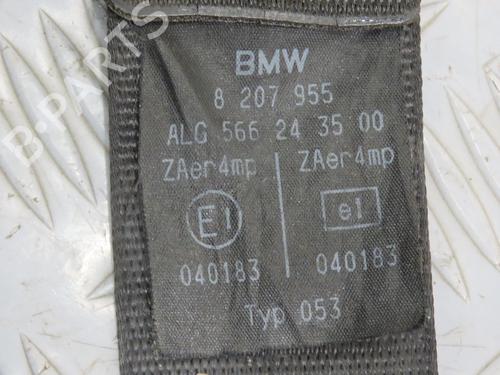 B-PARTS
BMW
8 207 955
ALG 566 24 35 00
ZAer4mp ZAer4mp
E1 e1
040183 040183
Typ 053